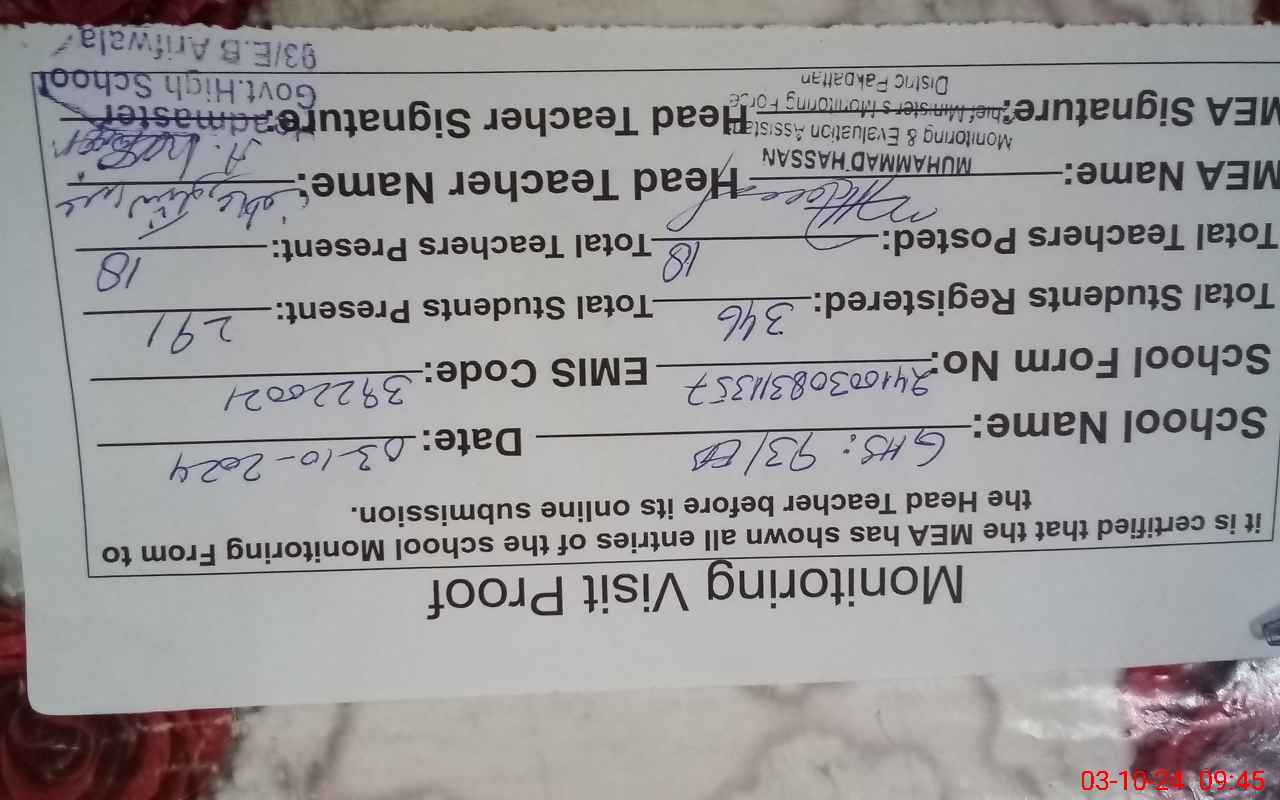 Monitoring Visit Proof
it is certified that the MEA has shown all entries of the school Monitoring From to
the Head Teacher before its online submission.
School Name: GHS: 93/EB Date: 03-10-2024
School Form No: EMIS Code: 39220021
Total Students Registered: 346 Total Students Present: 291
Total Teachers Posted: 18 Total Teachers Present: 18
MEA Name: Head Teacher Name:
MUHAMMAD HASSAN
Monitoring & Evaluation Assistant
MEA Signature: Head Teacher Signature:
Chief Minister's Monitoring Force
Distric Pakpattan
Headmaster
Govt.High School
93/E.B Arifwala
03-10-24 09:45